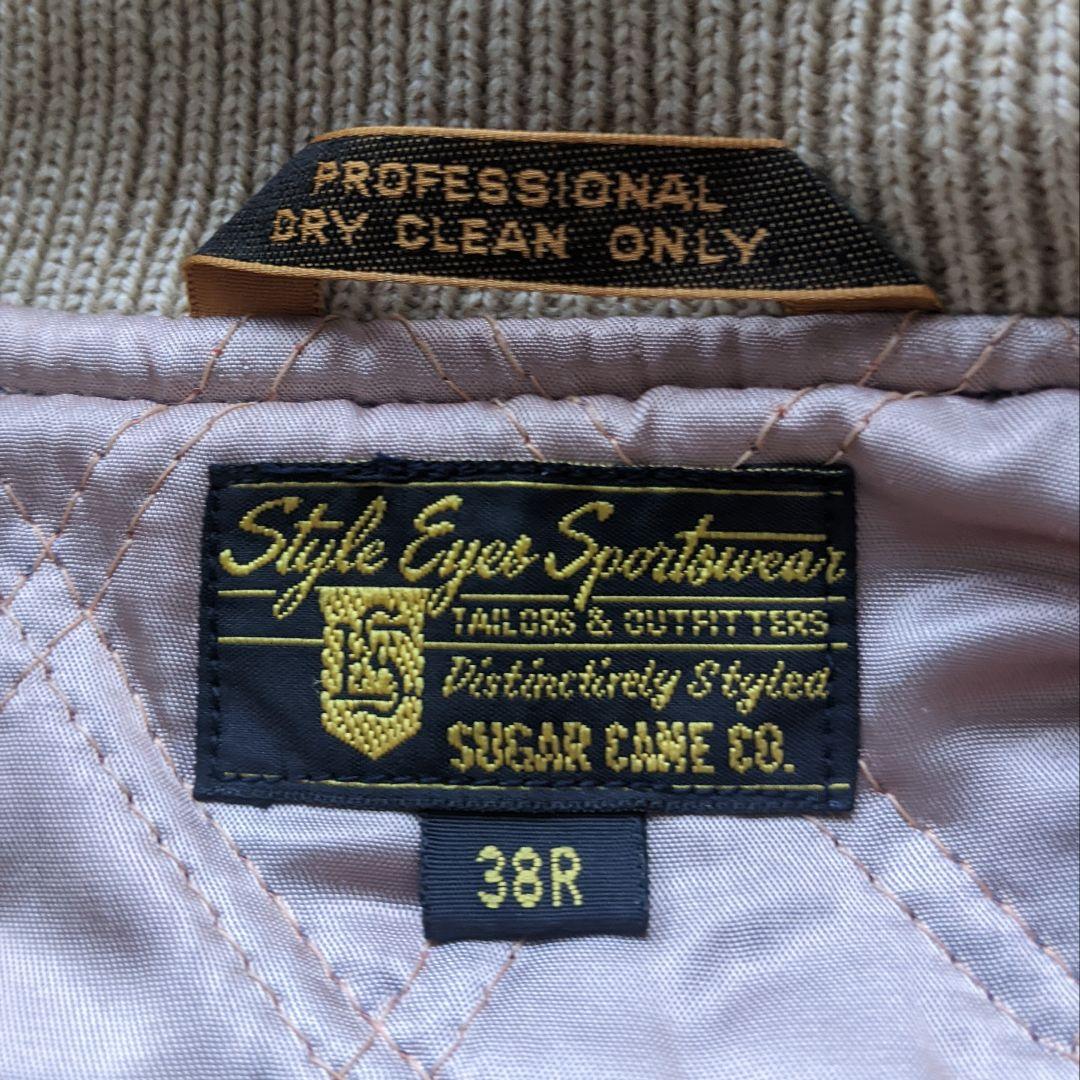 PROFESSIONAL
DRY CLEAN ONLY
Style Eyes Sportswear
TAILORS & OUTFITTERS
Distinctively Styled
SUGAR CANE CO.
38R